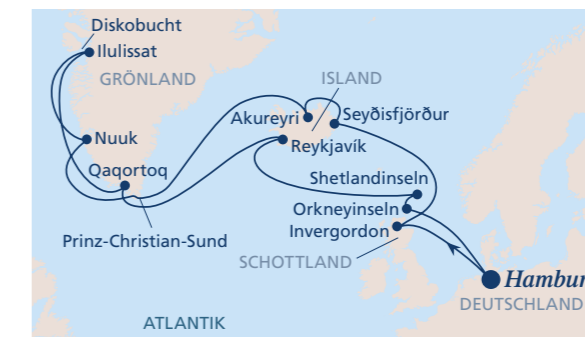 Diskobucht
Ilulissat
GRÖNLAND
ISLAND
Akureyri
Seyðisfjörður
Nuuk
Reykjavík
Qaqortoq
Shetlandinseln
Orkneyinseln
Prinz-Christian-Sund
Invergordon
SCHOTTLAND
Hambur
DEUTSCHLAND
ATLANTIK